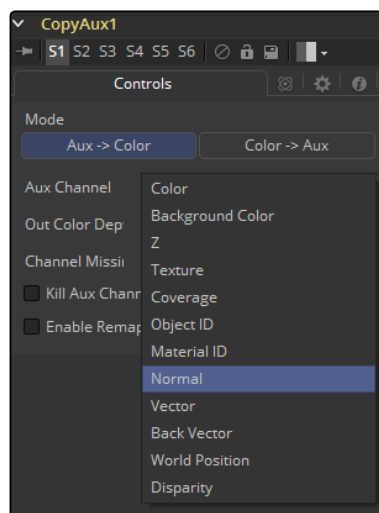 CopyAux1
S1 S2 S3 S4 S5 S6
Controls
Mode
Aux -> Color Color -> Aux
Aux Channel
Color
Out Color Dep
Background Color
Z
Channel Missi
Texture
Kill Aux Chann
Coverage
Enable Remap
Object ID
Material ID
Normal
Vector
Back Vector
World Position
Disparity